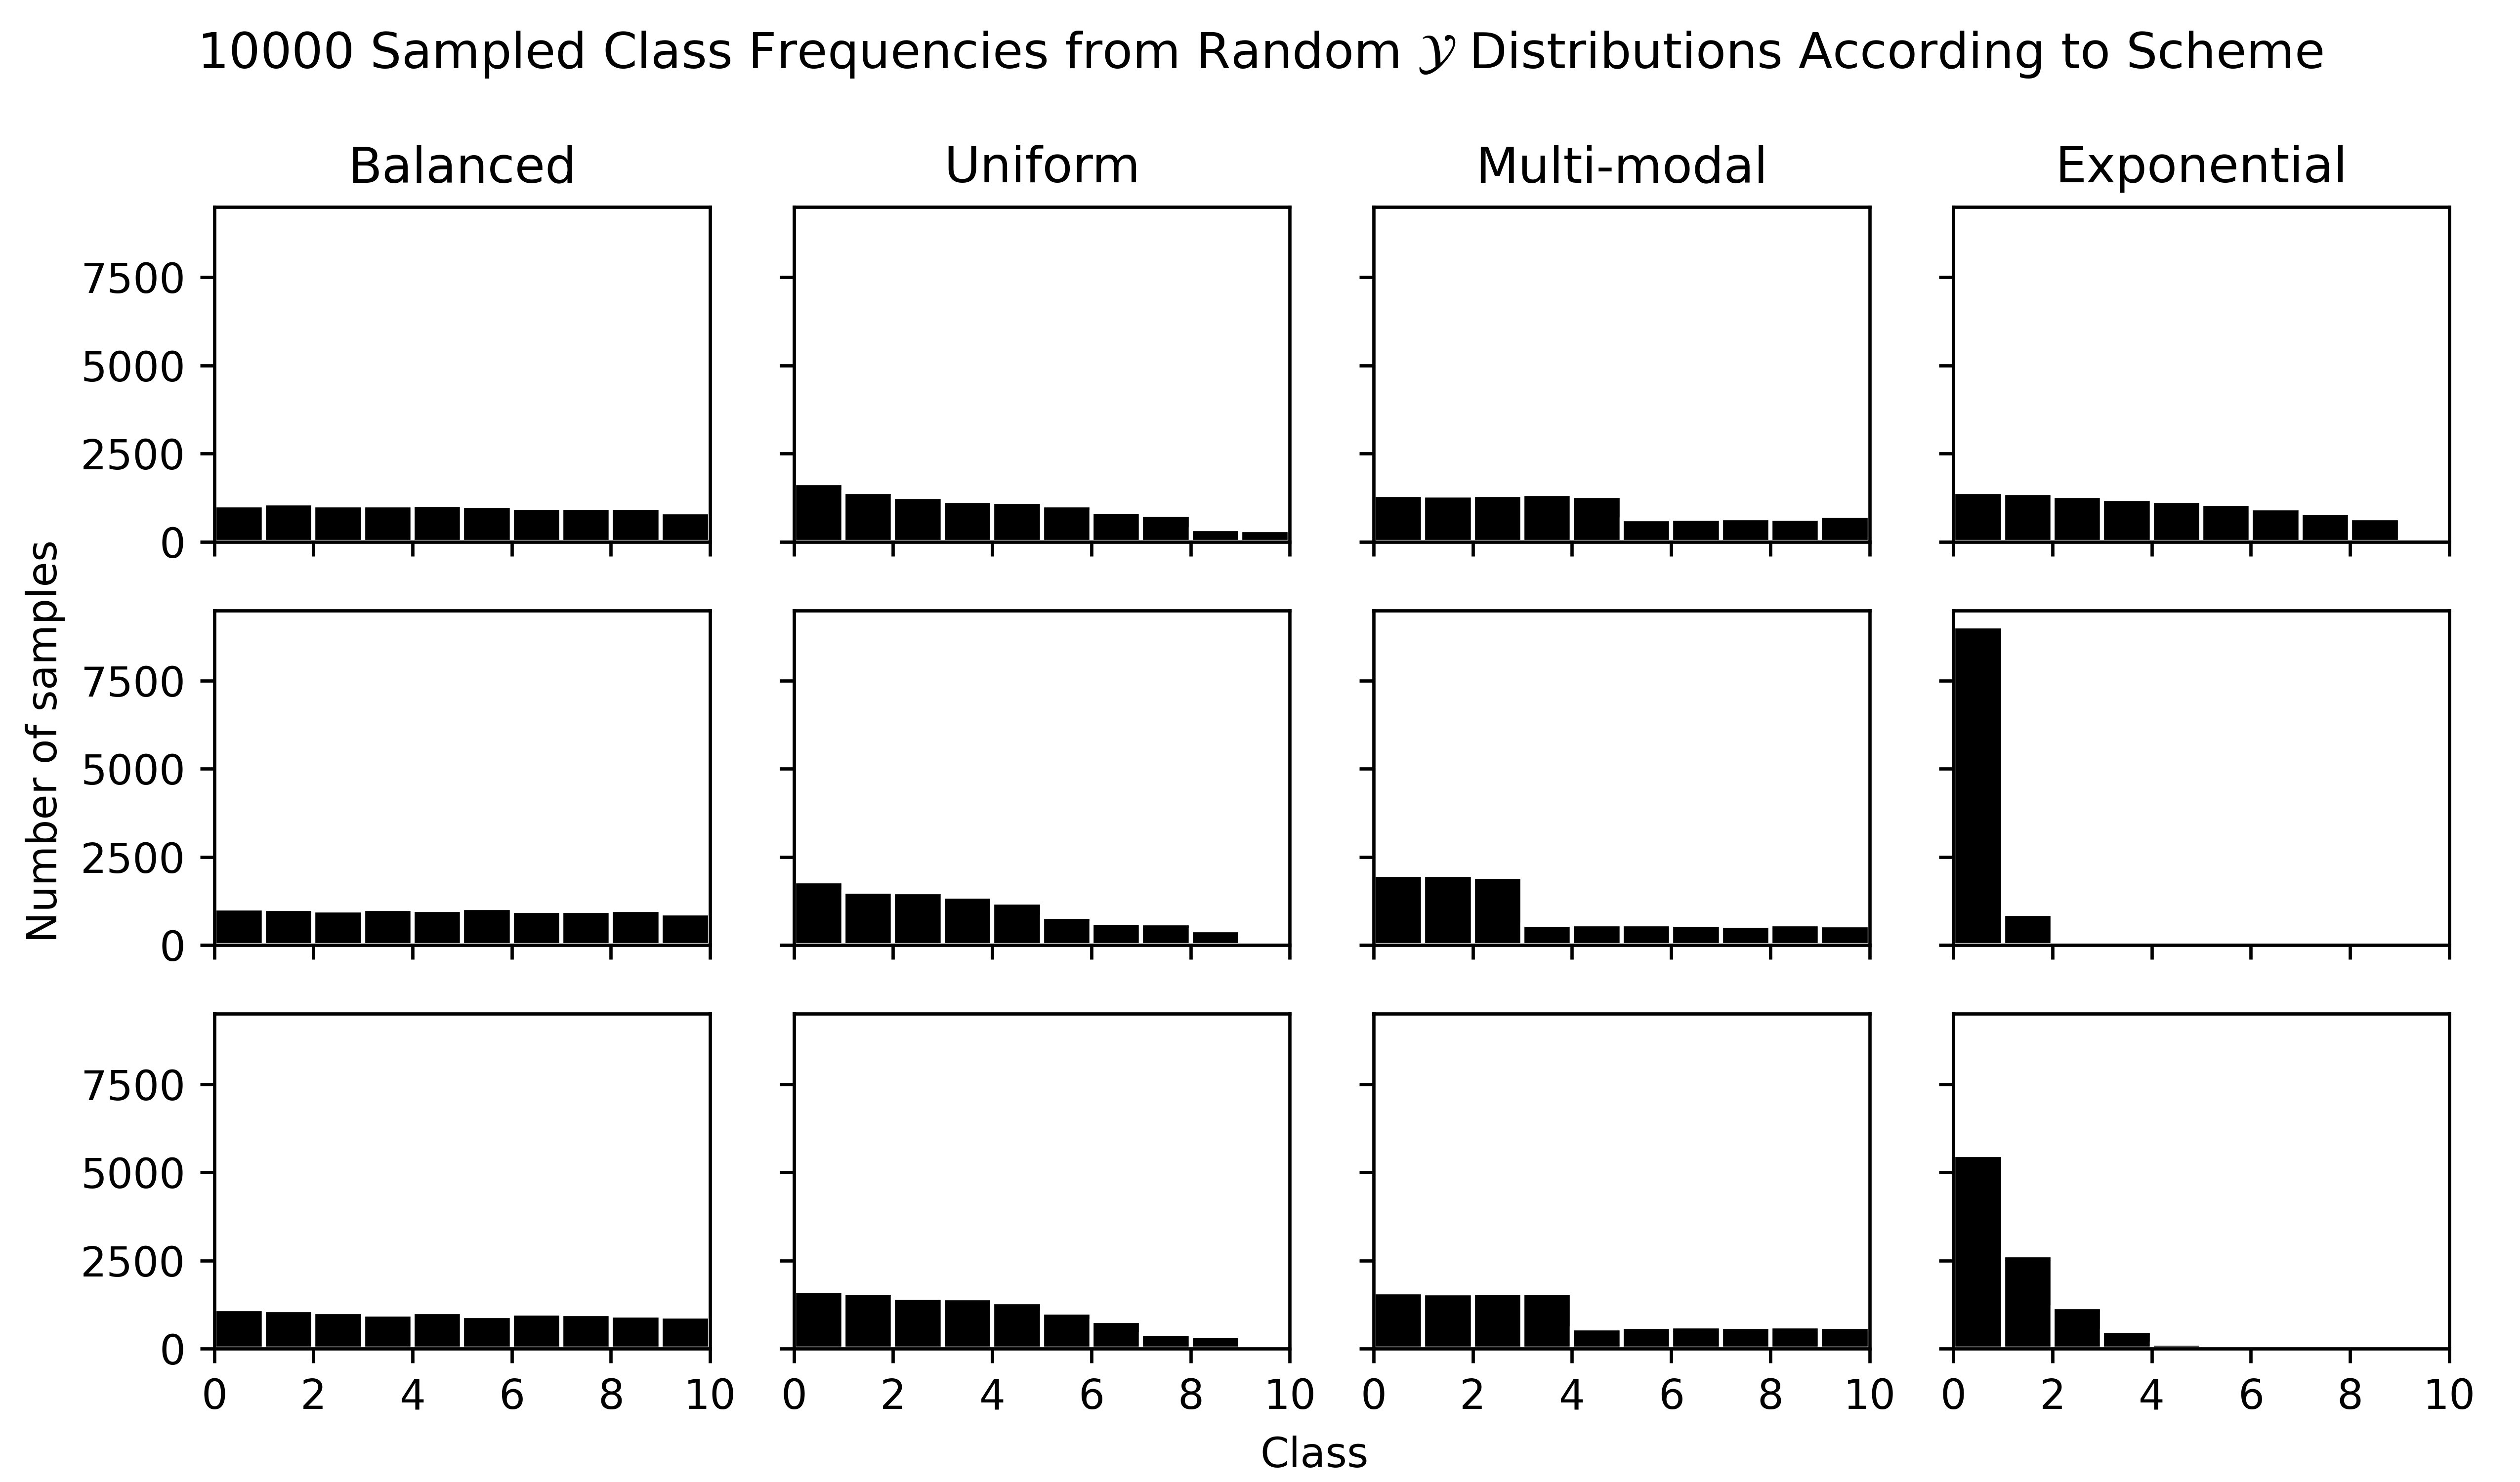 10000 Sampled Class Frequencies from Random 𝒴 Distributions According to Scheme
Balanced Uniform Multi-modal Exponential
7500
5000
2500
0
7500
5000
2500
0
7500
5000
2500
0
Number of samples
0 2 4 6 8 10 0 2 4 6 8 10 0 2 4 6 8 10 0 2 4 6 8 10
Class